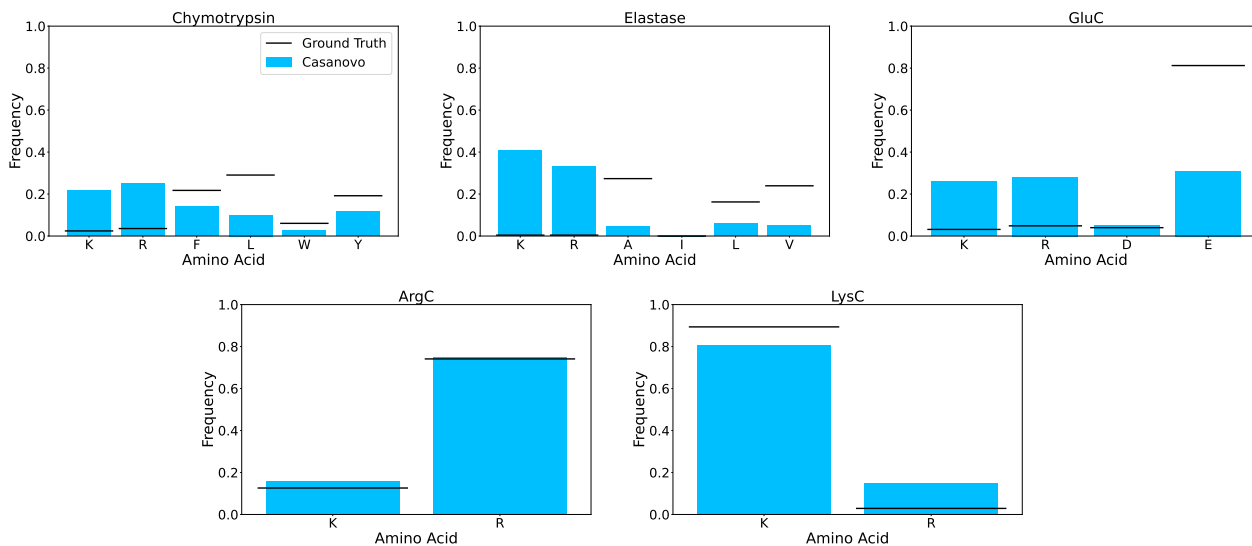 Chymotrypsin
Frequency
1.0
0.8
0.6
0.4
0.2
0.0
Ground Truth
Casanovo
K R F L W Y
Amino Acid
Elastase
Frequency
1.0
0.8
0.6
0.4
0.2
0.0
K R A I L V
Amino Acid
GluC
Frequency
1.0
0.8
0.6
0.4
0.2
0.0
K R D E
Amino Acid
ArgC
Frequency
1.0
0.8
0.6
0.4
0.2
0.0
K R
Amino Acid
LysC
Frequency
1.0
0.8
0.6
0.4
0.2
0.0
K R
Amino Acid